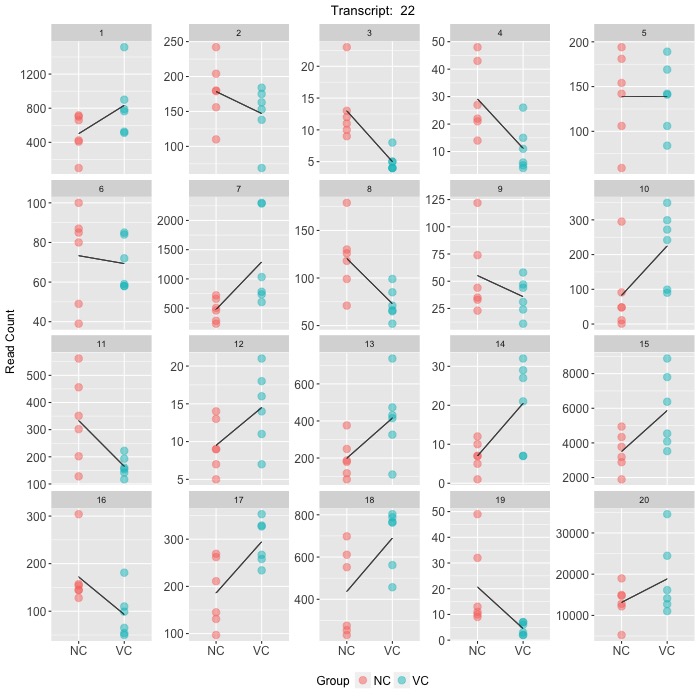 Transcript: 22
1 2 3 4 5
1200 800 400
250 200 150 100
20 15 10 5
50 40 30 20 10
200 150 100
6 7 8 9 10
100 80 60 40
2000 1500 1000 500
150 100 50
125 100 75 50 25
300 200 100 0
Read Count
11 12 13 14 15
500 400 300 200 100
20 15 10 5
600 400 200
30 20 10 0
8000 6000 4000 2000
16 17 18 19 20
300 200 100
300 200 100
800 600 400
50 40 30 20 10 0
30000 20000 10000
NC VC NC VC NC VC NC VC NC VC
Group NC VC